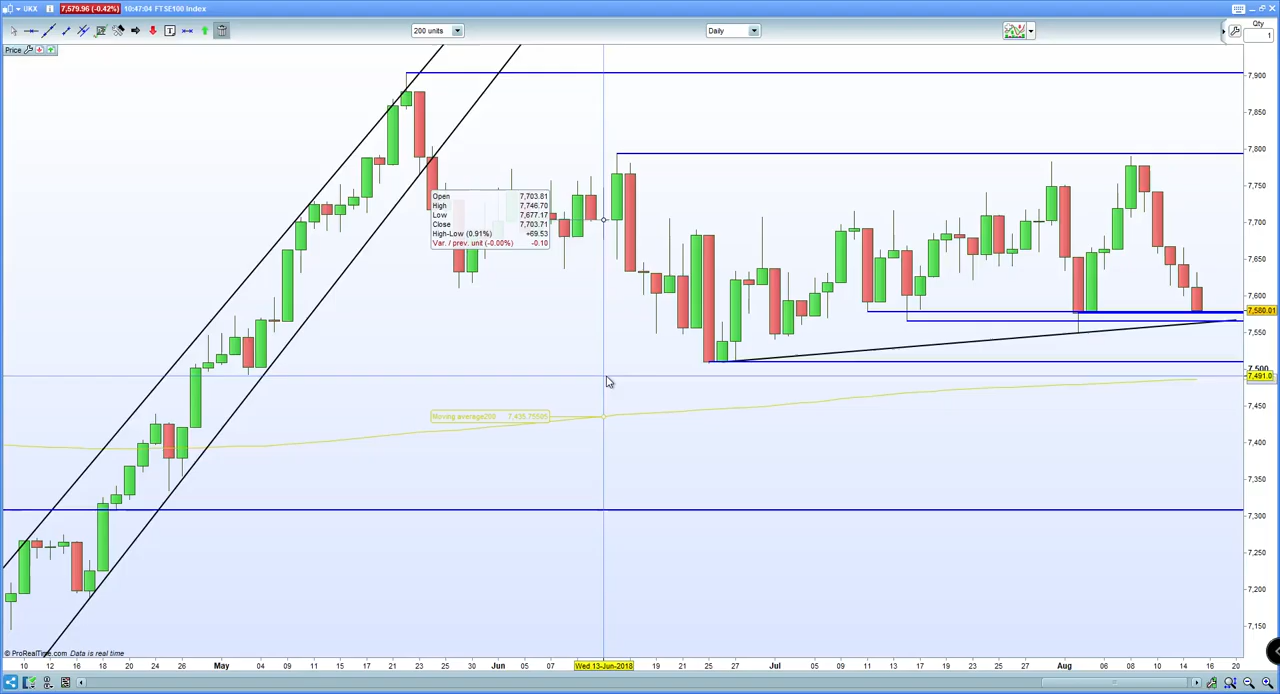 UKX 7,579.96 (-0.42%) 10:47:04 FTSE100 Index
200 units Daily Qty
1
Price
7,900
7,850
7,800
7,750
7,700
7,650
7,600
7,580.01
7,550
7,500
7,491.0
7,450
7,400
7,350
7,300
7,250
7,200
7,150
Open 7,703.81
High 7,746.70
Low 7,677.17
Close 7,703.71
High-Low (0.91%) +69.53
Var. / prev. unit (-0.00%) -0.10
Moving average200 7,435.75505
© ProRealTime.com Data is real time
10 12 16 18 20 24 26 May 04 09 11 15 17 21 23 25 30 Jun 05 07 Wed.13-Jun-2018 19 21 25 27 Jul 05 09 11 13 17 19 23 25 27 Aug 06 08 10 14 16 20